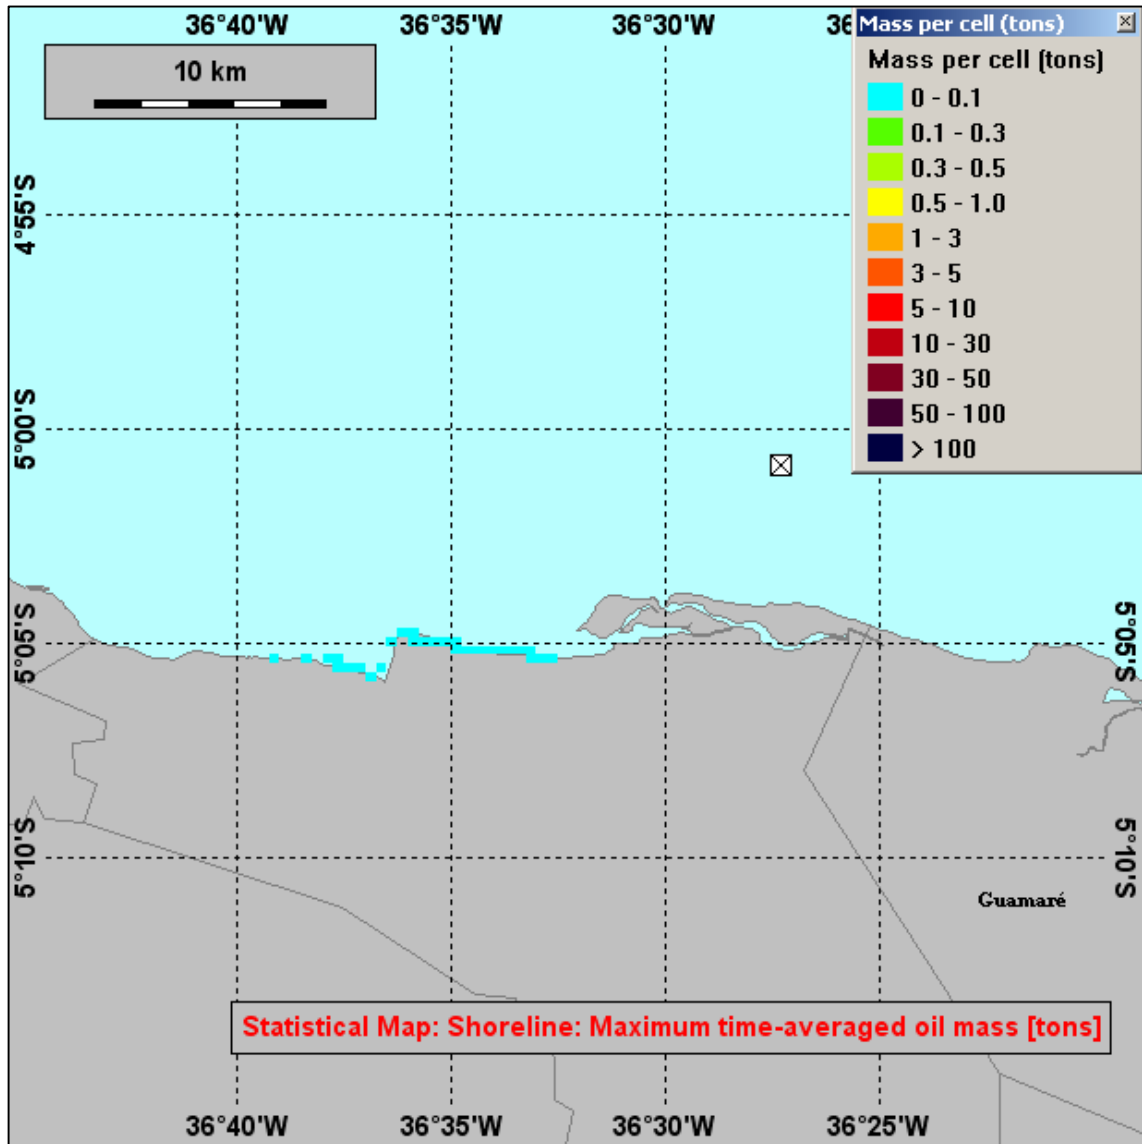 36°40'W 36°35'W 36°30'W 36
Mass per cell (tons)
Mass per cell (tons)
0 - 0.1
0.1 - 0.3
0.3 - 0.5
0.5 - 1.0
1 - 3
3 - 5
5 - 10
10 - 30
30 - 50
50 - 100
> 100
10 km
4°55'S
5°00'S
5°05'S 5°05'S
5°10'S 5°10'S
Guamaré
Statistical Map: Shoreline: Maximum time-averaged oil mass [tons]
36°40'W 36°35'W 36°30'W 36°25'W